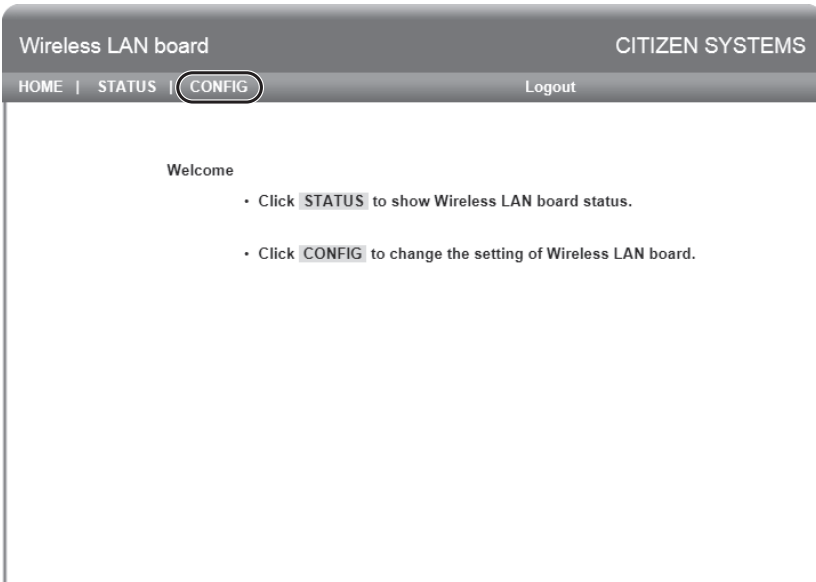 Wireless LAN board CITIZEN SYSTEMS
HOME | STATUS | CONFIG Logout
Welcome
• Click STATUS to show Wireless LAN board status.
• Click CONFIG to change the setting of Wireless LAN board.